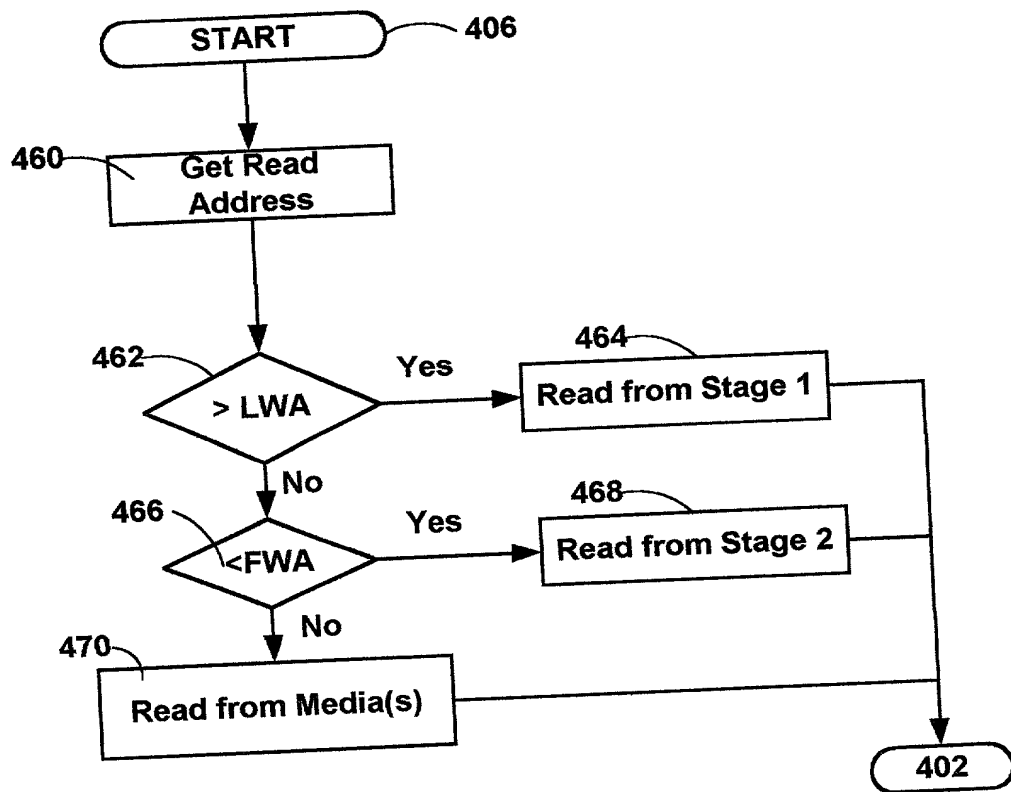 START
406
460
Get Read
Address
462
> LWA
Yes
464
Read from Stage 1
No
466
<FWA
Yes
468
Read from Stage 2
No
470
Read from Media(s)
402